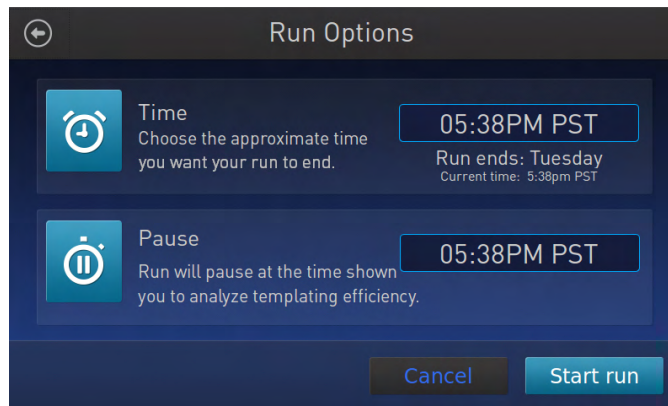 Run Options
Time
Choose the approximate time
you want your run to end.
05:38PM PST
Run ends: Tuesday
Current time: 5:38pm PST
Pause
Run will pause at the time shown
you to analyze templating efficiency.
05:38PM PST
Cancel
Start run